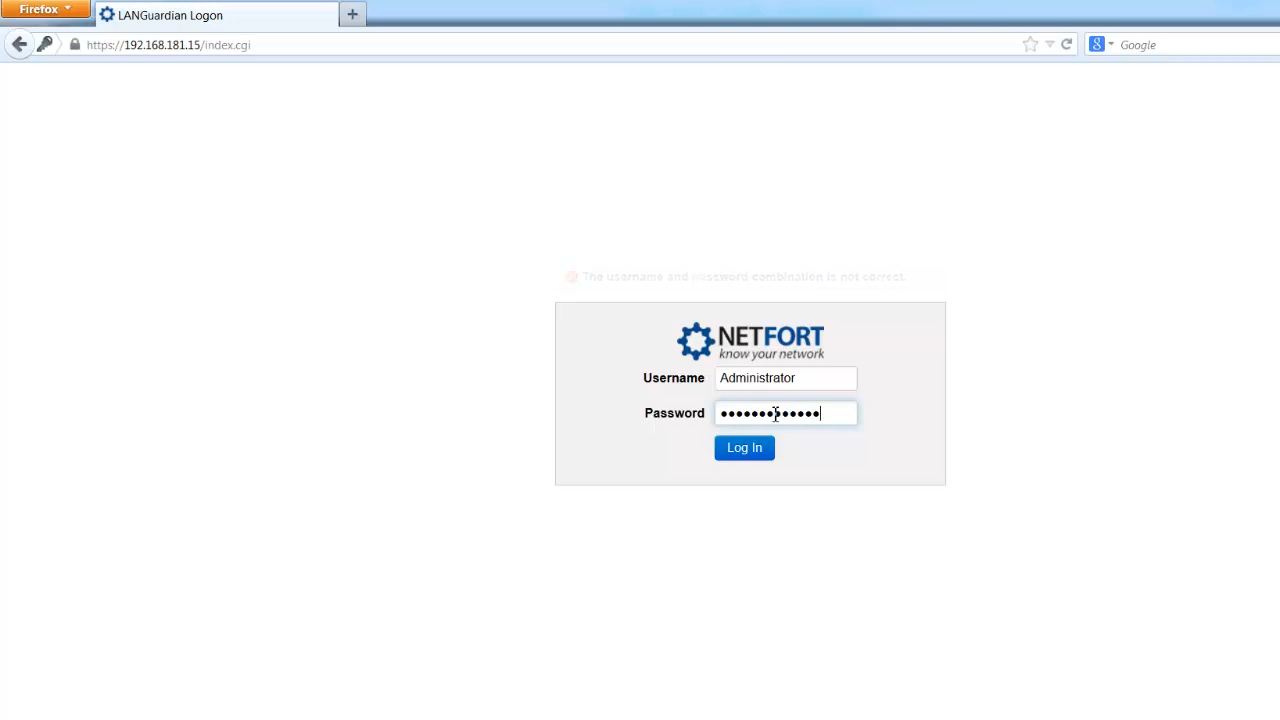 Firefox
LANGuardian Logon
https://192.168.181.15/index.cgi
Google
The username and password combination is not correct.
NETFORT
know your network
Username Administrator
Password •••••••••••••
Log In